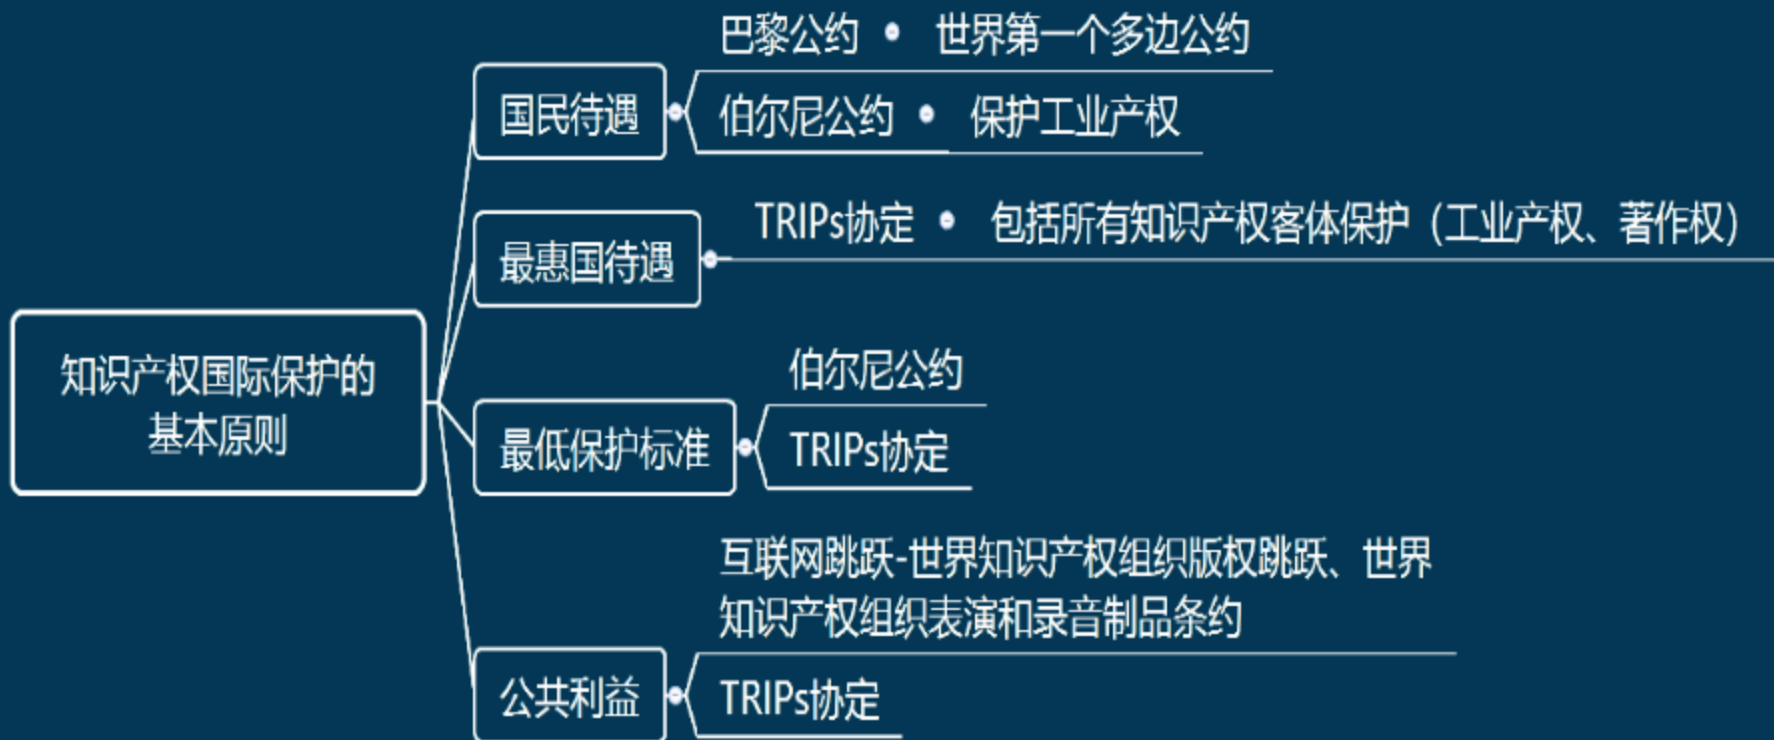 知识产权国际保护的
基本原则
国民待遇
巴黎公约 世界第一个多边公约
伯尔尼公约 保护工业产权
最惠国待遇
TRIPs协定 包括所有知识产权客体保护（工业产权、著作权）
最低保护标准
伯尔尼公约
TRIPs协定
公共利益
互联网跳跃-世界知识产权组织版权跳跃、世界
知识产权组织表演和录音制品条约
TRIPs协定